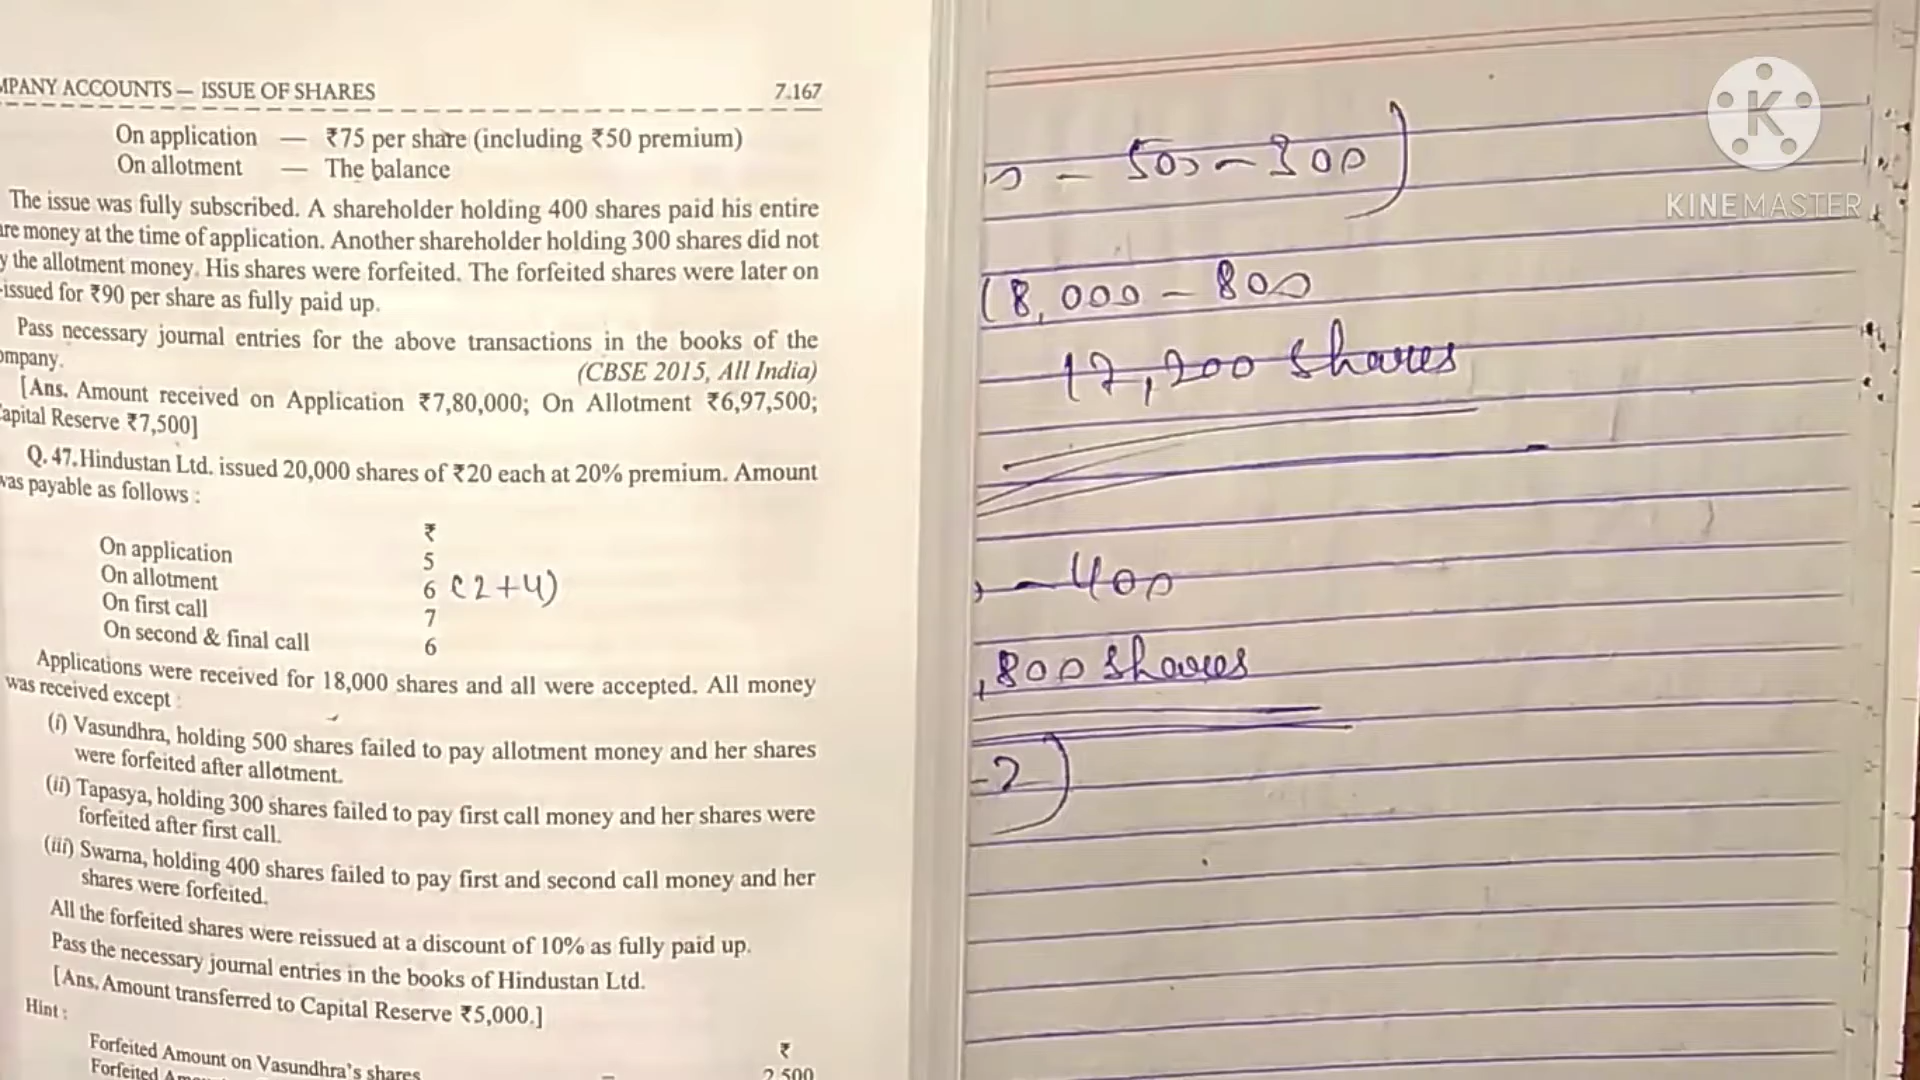 MPANY ACCOUNTS — ISSUE OF SHARES 7.167
On application — ₹75 per share (including ₹50 premium)
On allotment — The balance
The issue was fully subscribed. A shareholder holding 400 shares paid his entire
are money at the time of application. Another shareholder holding 300 shares did not
y the allotment money. His shares were forfeited. The forfeited shares were later on
-issued for ₹90 per share as fully paid up.
Pass necessary journal entries for the above transactions in the books of the
ompany.
(CBSE 2015, All India)
[Ans. Amount received on Application ₹7,80,000; On Allotment ₹6,97,500;
Capital Reserve ₹7,500]
Q. 47. Hindustan Ltd. issued 20,000 shares of ₹20 each at 20% premium. Amount
was payable as follows :
₹
On application 5
On allotment 6 (2+4)
On first call 7
On second & final call 6
Applications were received for 18,000 shares and all were accepted. All money
was received except :
(i) Vasundhra, holding 500 shares failed to pay allotment money and her shares
were forfeited after allotment.
(ii) Tapasya, holding 300 shares failed to pay first call money and her shares were
forfeited after first call.
(iii) Swarna, holding 400 shares failed to pay first and second call money and her
shares were forfeited.
All the forfeited shares were reissued at a discount of 10% as fully paid up.
Pass the necessary journal entries in the books of Hindustan Ltd.
[Ans. Amount transferred to Capital Reserve ₹5,000.]
Hint :
₹
Forfeited Amount on Vasundhra's shares – 2,500
Forfeited
– 500 – 300)
18,000 – 800
17,200 shares
– 400
,800 shares
-2)
K
KINEMASTER